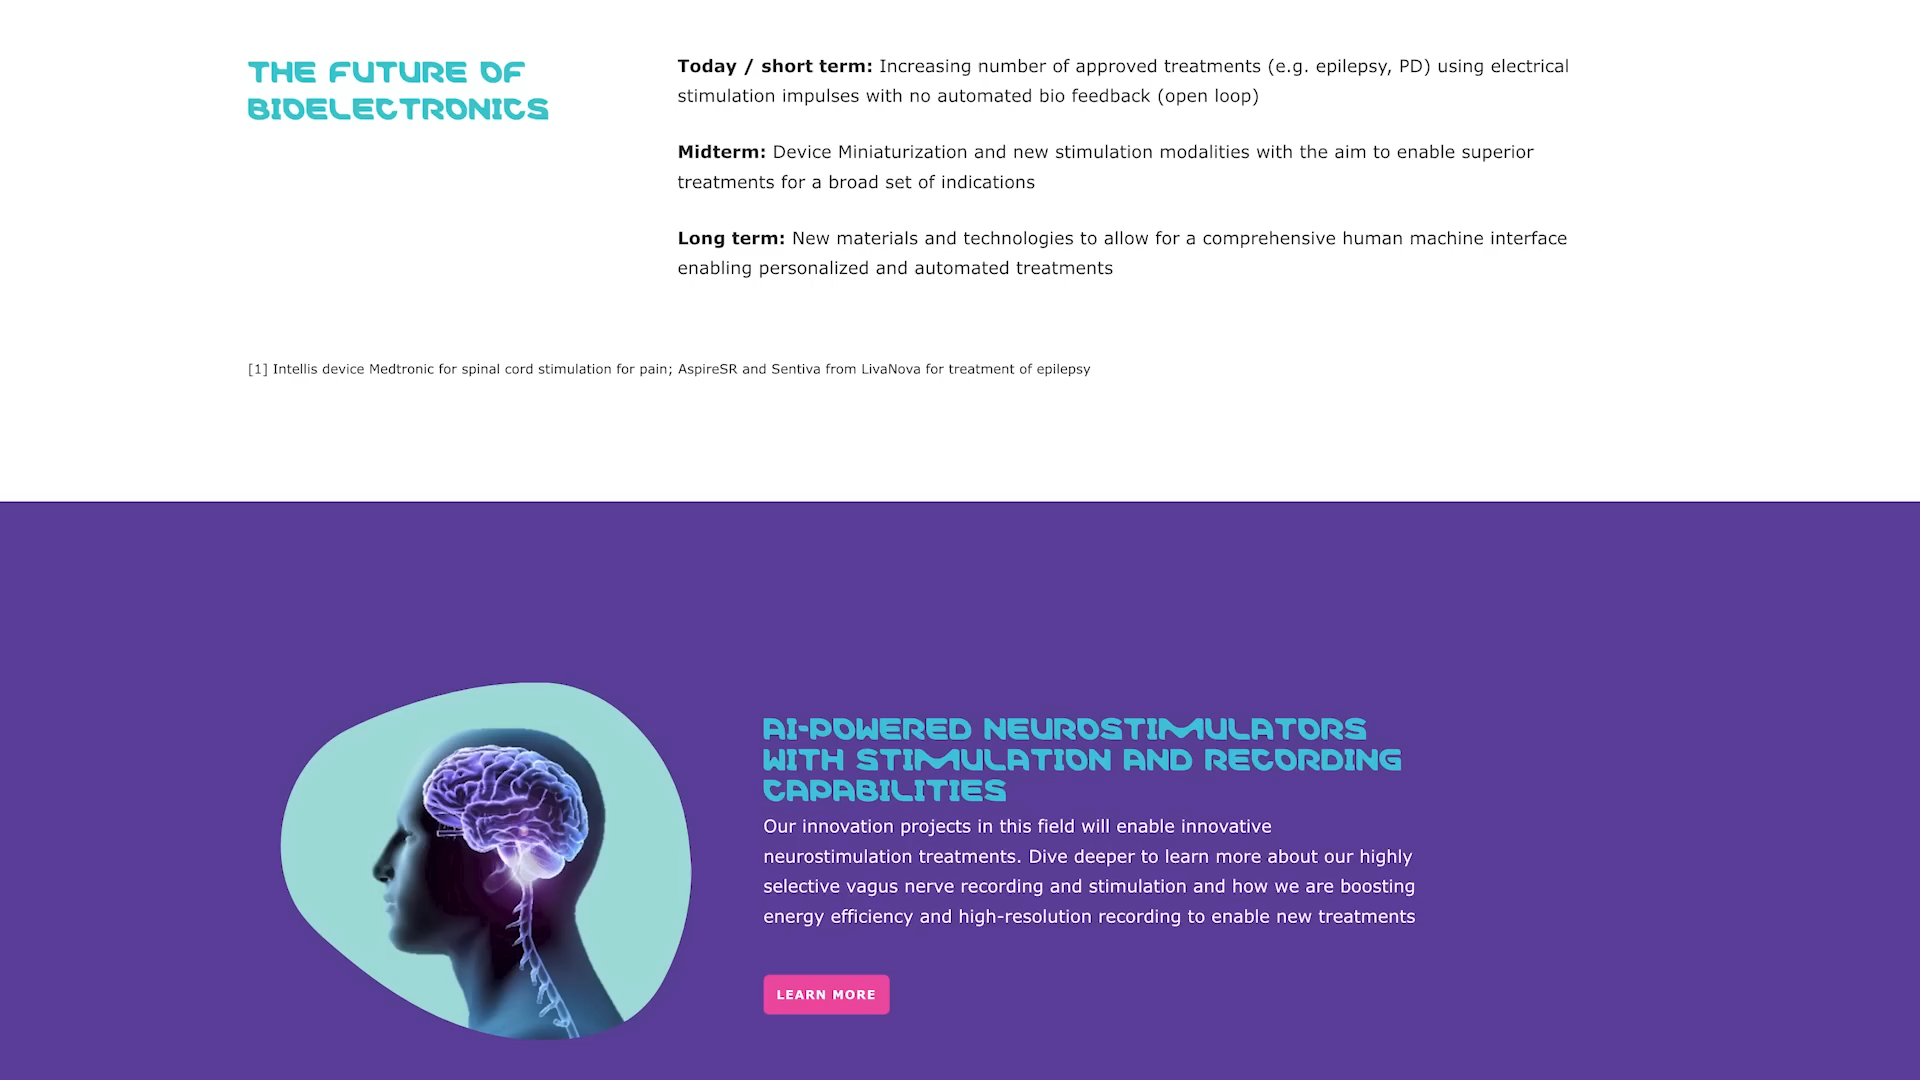 THE FUTURE OF
BIOELECTRONICS
Today / short term: Increasing number of approved treatments (e.g. epilepsy, PD) using electrical
stimulation impulses with no automated bio feedback (open loop)
Midterm: Device Miniaturization and new stimulation modalities with the aim to enable superior
treatments for a broad set of indications
Long term: New materials and technologies to allow for a comprehensive human machine interface
enabling personalized and automated treatments
[1] Intellis device Medtronic for spinal cord stimulation for pain; AspireSR and Sentiva from LivaNova for treatment of epilepsy
AI-POWERED NEUROSTIMULATORS
WITH STIMULATION AND RECORDING
CAPABILITIES
Our innovation projects in this field will enable innovative
neurostimulation treatments. Dive deeper to learn more about our highly
selective vagus nerve recording and stimulation and how we are boosting
energy efficiency and high-resolution recording to enable new treatments
LEARN MORE